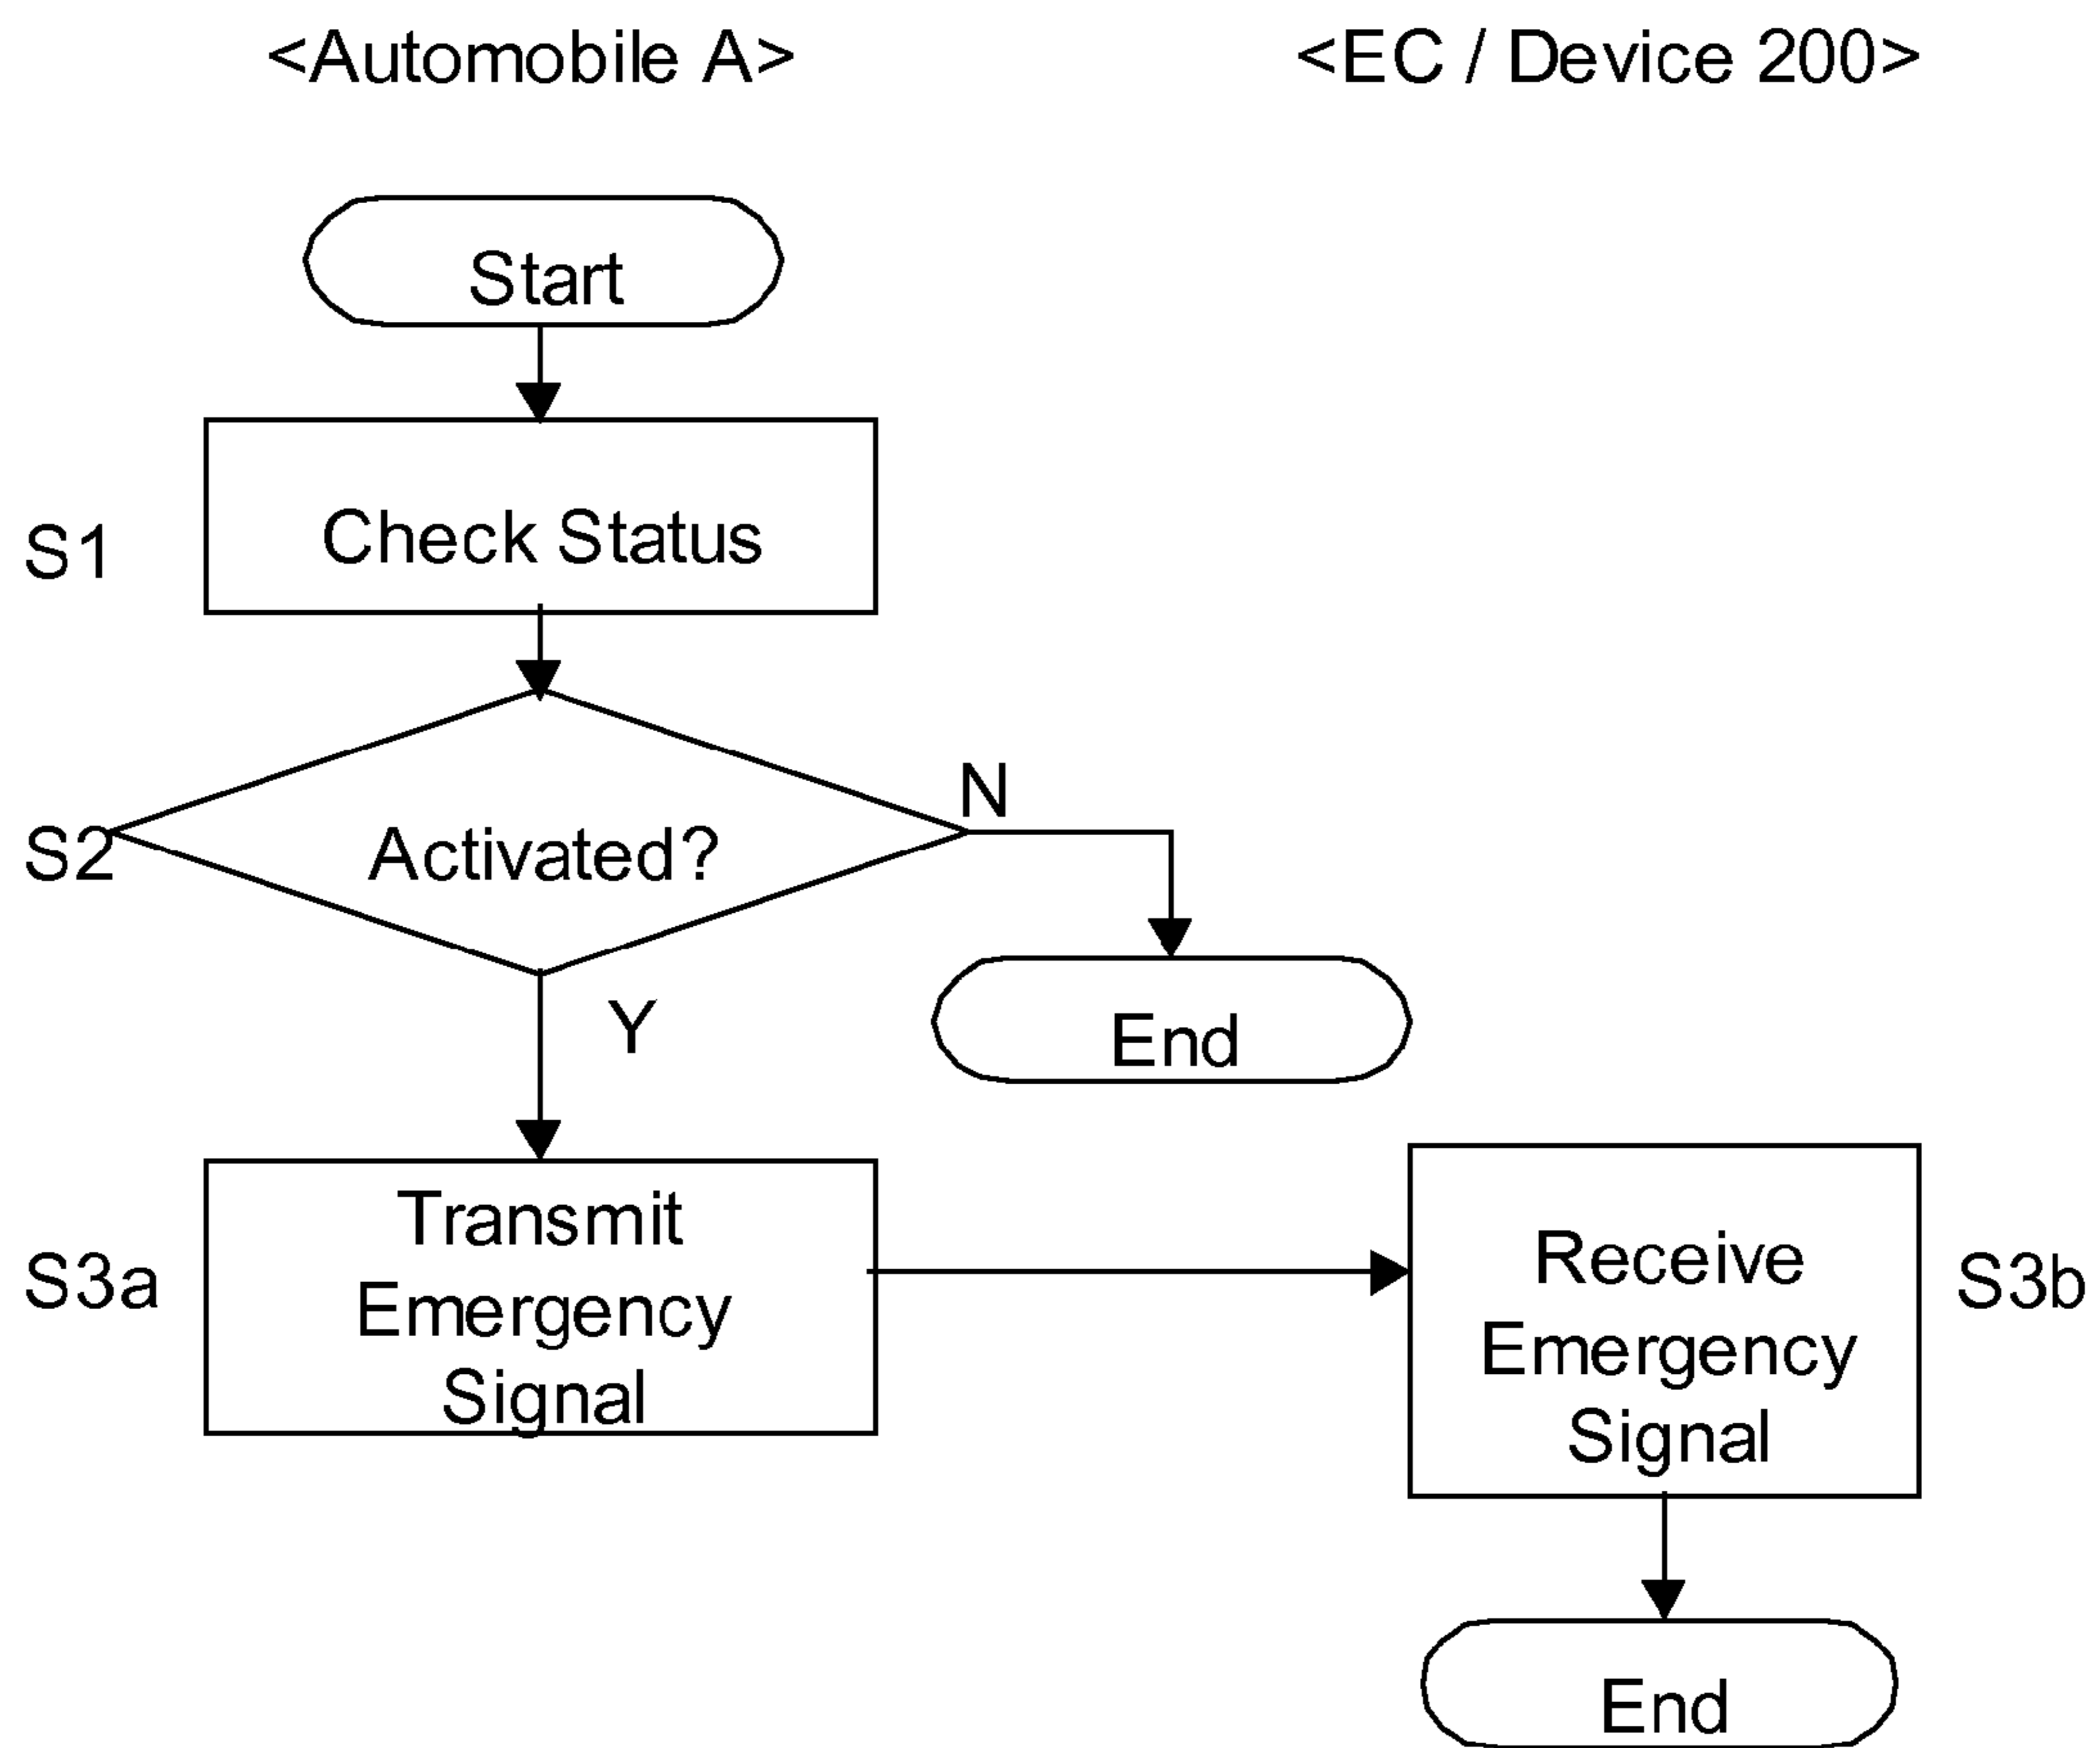 <Automobile A>
<EC / Device 200>
Start
S1
Check Status
S2
Activated?
N
Y
End
S3a
Transmit
Emergency
Signal
Receive
Emergency
Signal
S3b
End